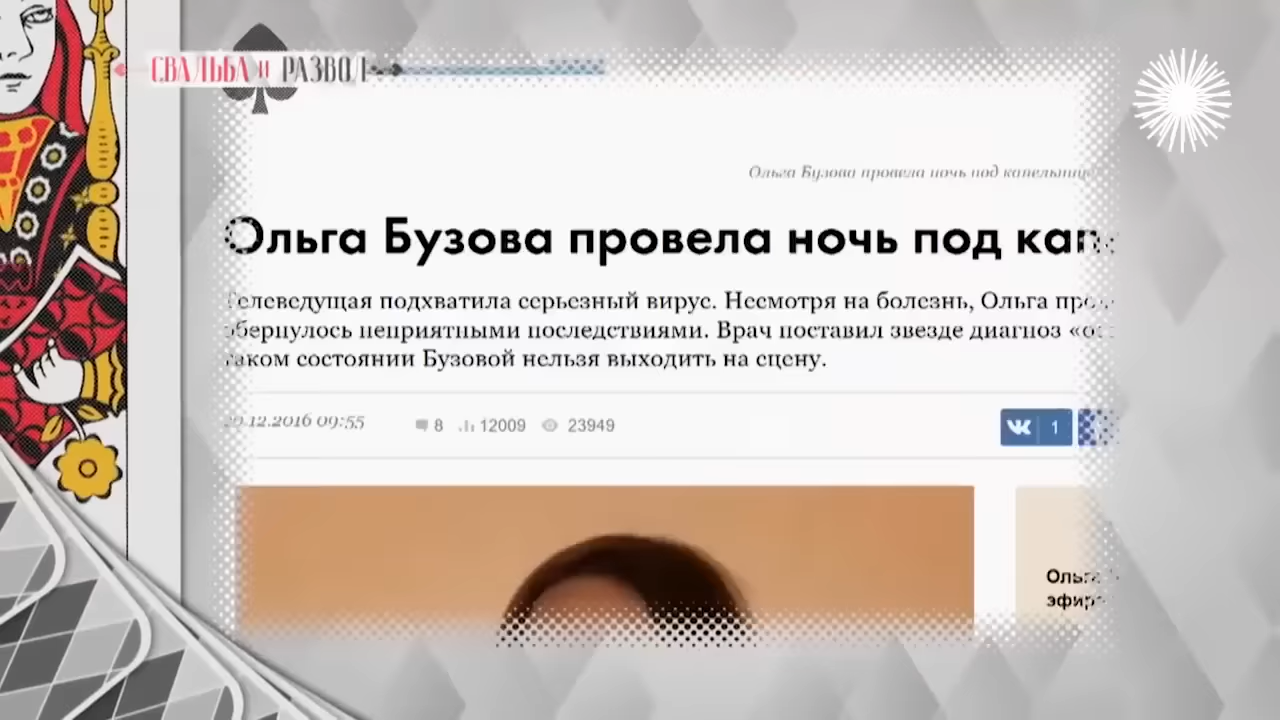 СВАДЬБА и РАЗВОД
Ольга Бузова провела ночь под капельниц
Ольга Бузова провела ночь под кап
Телеведущая подхватила серьезный вирус. Несмотря на болезнь, Ольга про
обернулось неприятными последствиями. Врач поставил звезде диагноз «ос
таком состоянии Бузовой нельзя выходить на сцену.
20.12.2016 09:55
8 12009 23949
1
Ольга
эфир